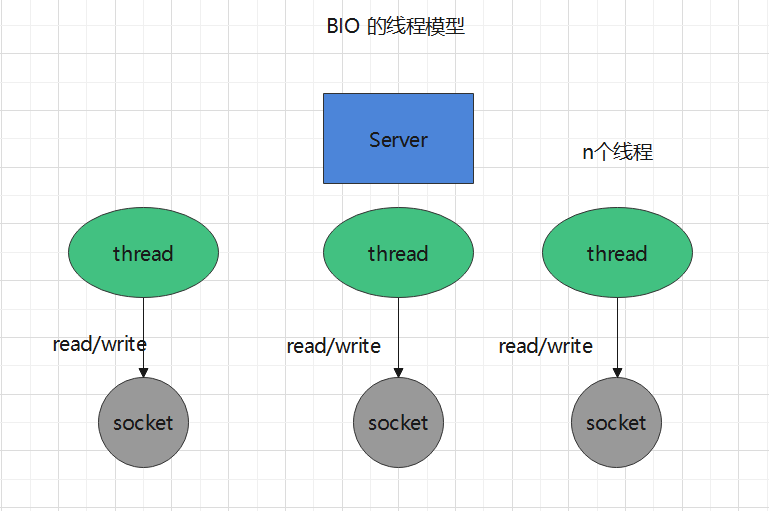 BIO 的线程模型
Server
n个线程
thread
thread
thread
read/write
read/write
read/write
socket
socket
socket